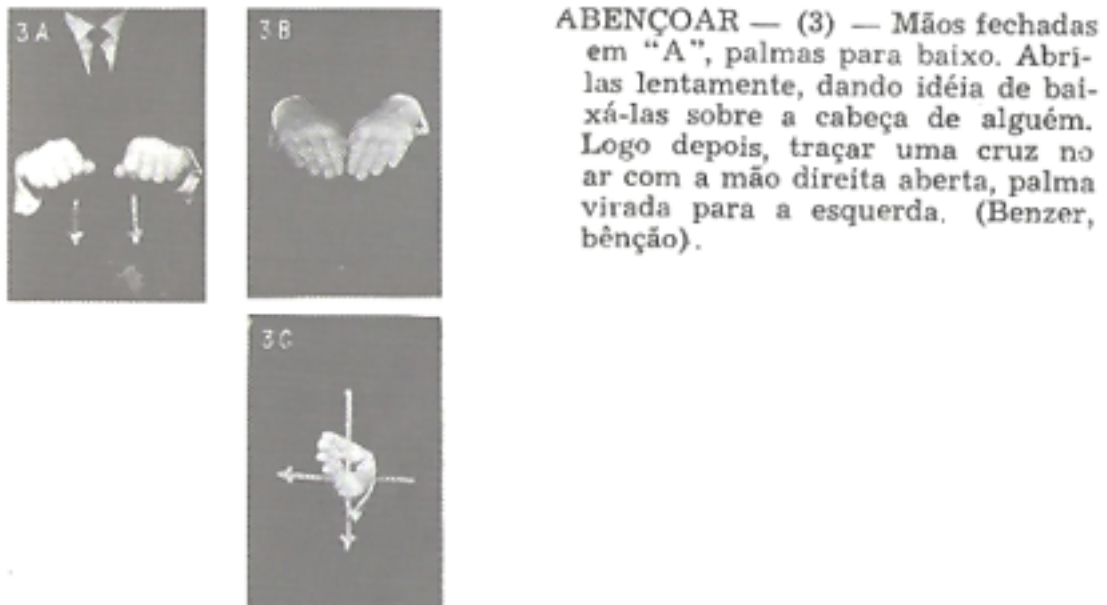 3A
3B
ABENÇOAR — (3) — Mãos fechadas
em “A”, palmas para baixo. Abri-
las lentamente, dando idéia de bai-
xá-las sobre a cabeça de alguém.
Logo depois, traçar uma cruz no
ar com a mão direita aberta, palma
virada para a esquerda. (Benzer,
bênção).
3C